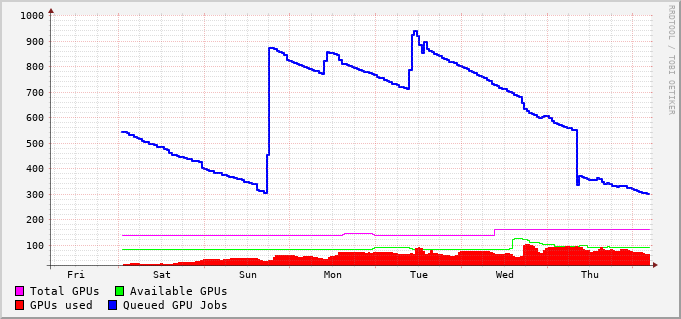 1000
900
800
700
600
500
400
300
200
100
Fri Sat Sun Mon Tue Wed Thu
Total GPUs Available GPUs
GPUs used Queued GPU Jobs
RRDTOOL / TOBI OETIKER